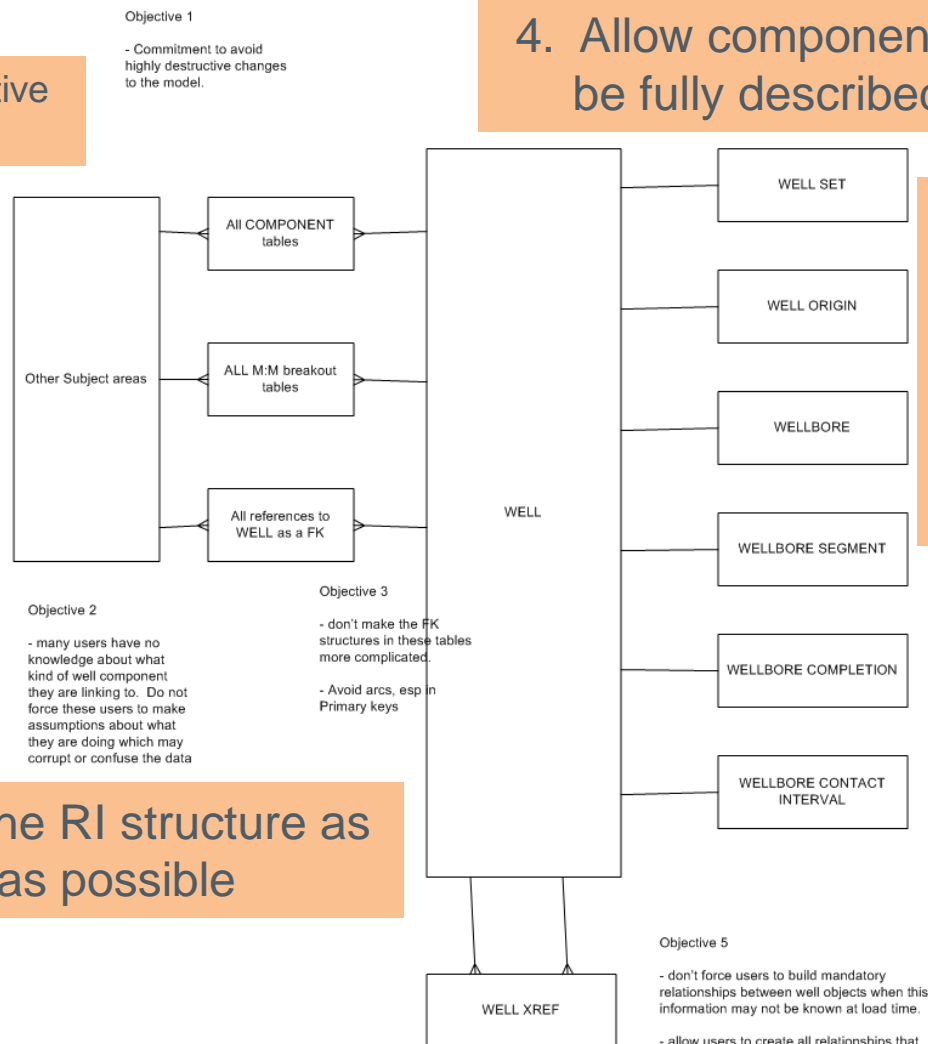 Objective 1
- Commitment to avoid
highly destructive changes
to the model.
4. Allow componen
be fully described
tive
All COMPONENT
tables
ALL M:M breakout
tables
All references to
WELL as a FK
Other Subject areas
WELL
WELL SET
WELL ORIGIN
WELLBORE
WELLBORE SEGMENT
WELLBORE COMPLETION
WELLBORE CONTACT
INTERVAL
Objective 2
- many users have no
knowledge about what
kind of well component
they are linking to. Do not
force these users to make
assumptions about what
they are doing which may
corrupt or confuse the data
Objective 3
- don't make the FK
structures in these tables
more complicated.
- Avoid arcs, esp in
Primary keys
he RI structure as
as possible
WELL XREF
Objective 5
- don't force users to build mandatory
relationships between well objects when this
information may not be known at load time.
- allow users to create all relationships that